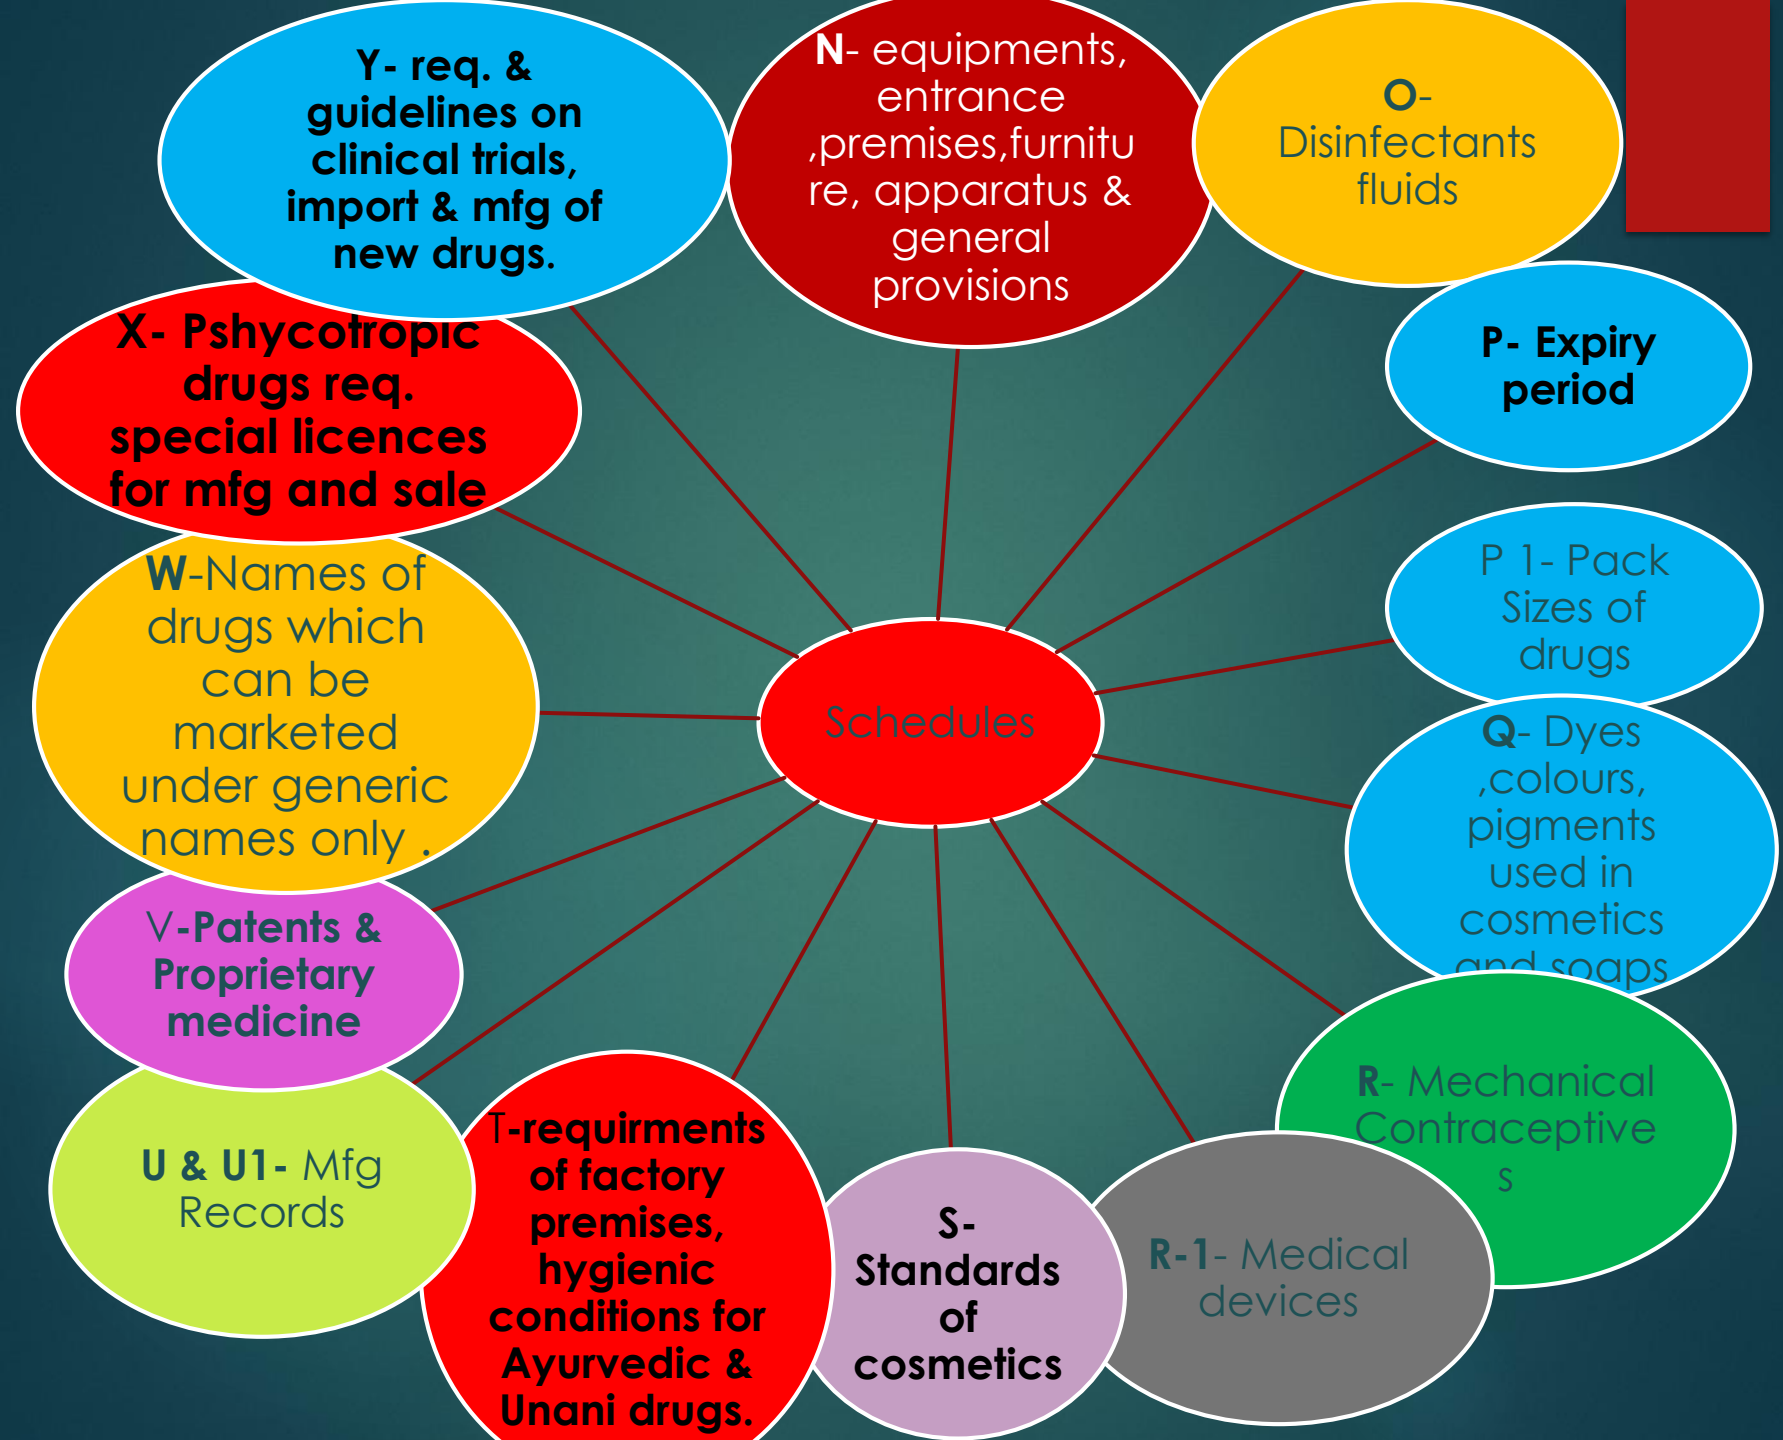 Y- req. &
guidelines on
clinical trials,
import & mfg of
new drugs.
N- equipments,
entrance
,premises,furnitu
re, apparatus &
general
provisions
O-
Disinfectants
fluids
P- Expiry
period
P 1- Pack
Sizes of
drugs
Q- Dyes
,colours,
pigments
used in
cosmetics
and soaps
R- Mechanical
Contraceptive
s
R-1- Medical
devices
S-
Standards
of
cosmetics
T-requirments
of factory
premises,
hygienic
conditions for
Ayurvedic &
Unani drugs.
U & U1- Mfg
Records
V-Patents &
Proprietary
medicine
W-Names of
drugs which
can be
marketed
under generic
names only .
X- Pshycotropic
drugs req.
special licences
for mfg and sale
Schedules